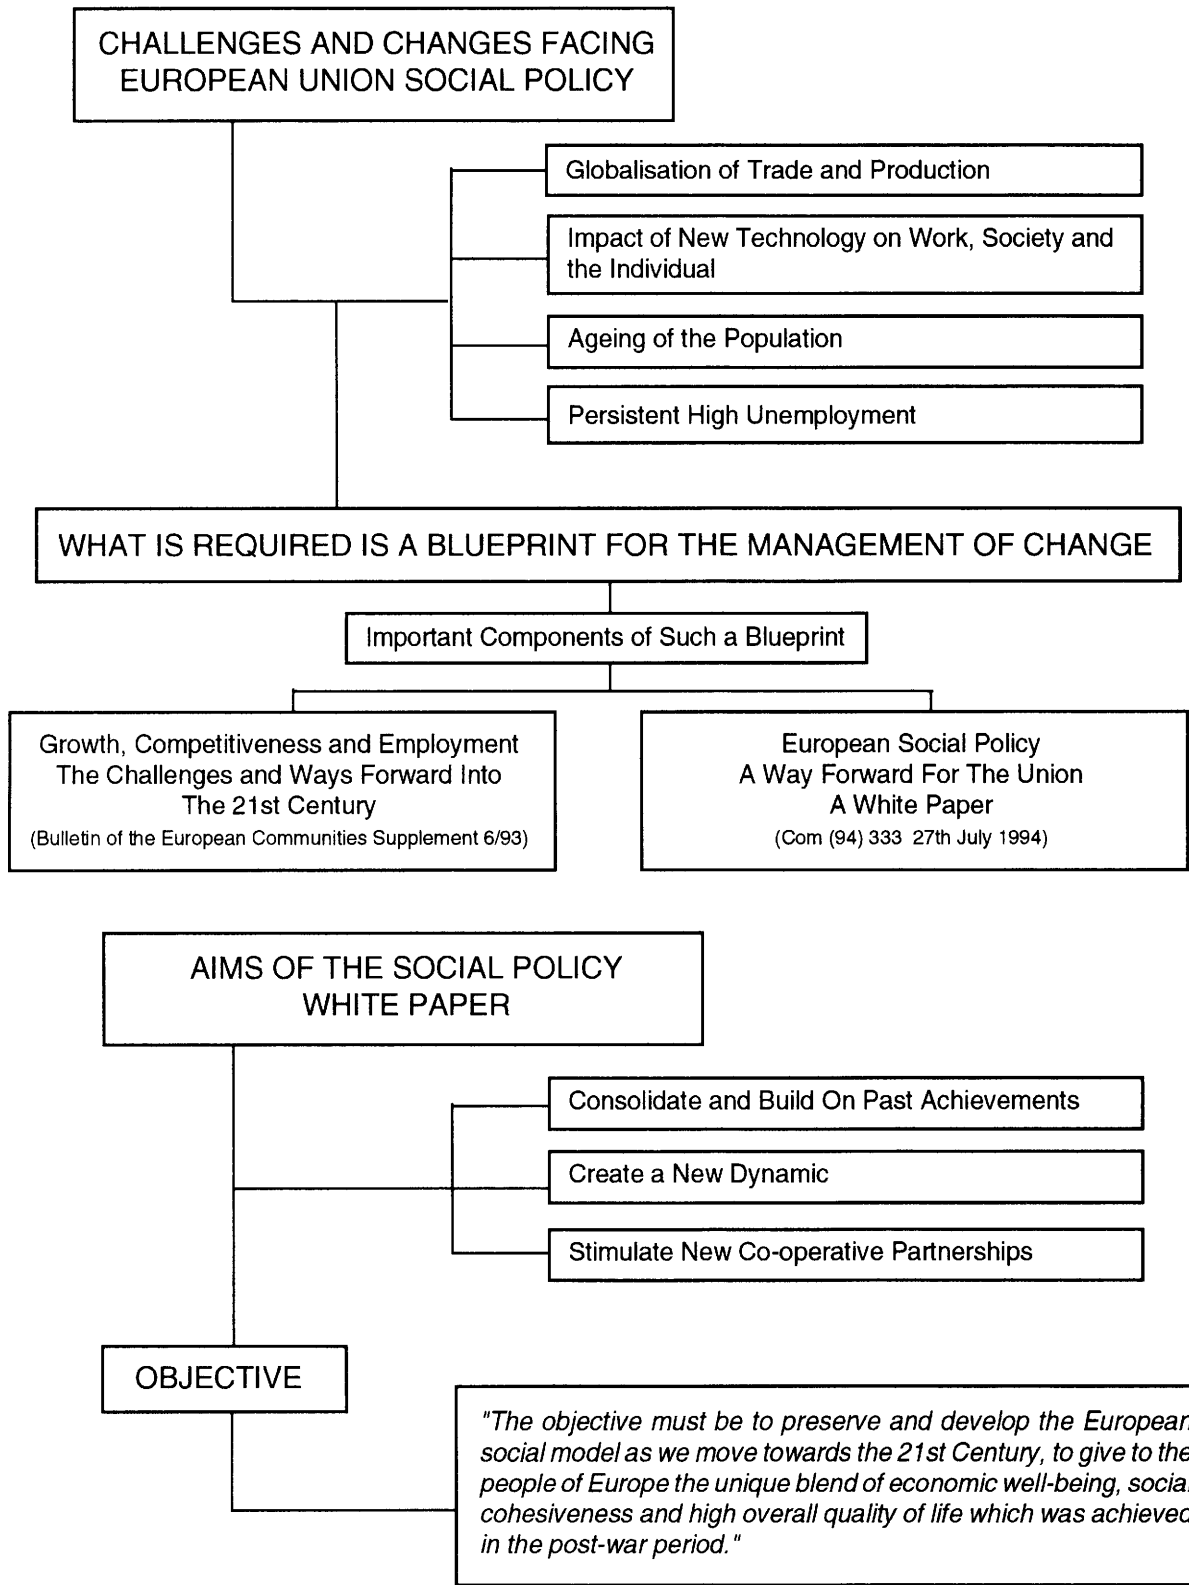 CHALLENGES AND CHANGES FACING
EUROPEAN UNION SOCIAL POLICY
Globalisation of Trade and Production
Impact of New Technology on Work, Society and
the Individual
Ageing of the Population
Persistent High Unemployment
WHAT IS REQUIRED IS A BLUEPRINT FOR THE MANAGEMENT OF CHANGE
Important Components of Such a Blueprint
Growth, Competitiveness and Employment
The Challenges and Ways Forward Into
The 21st Century
(Bulletin of the European Communities Supplement 6/93)
European Social Policy
A Way Forward For The Union
A White Paper
(Com (94) 333 27th July 1994)
AIMS OF THE SOCIAL POLICY
WHITE PAPER
Consolidate and Build On Past Achievements
Create a New Dynamic
Stimulate New Co-operative Partnerships
OBJECTIVE
"The objective must be to preserve and develop the European
social model as we move towards the 21st Century, to give to the
people of Europe the unique blend of economic well-being, social
cohesiveness and high overall quality of life which was achieved
in the post-war period."